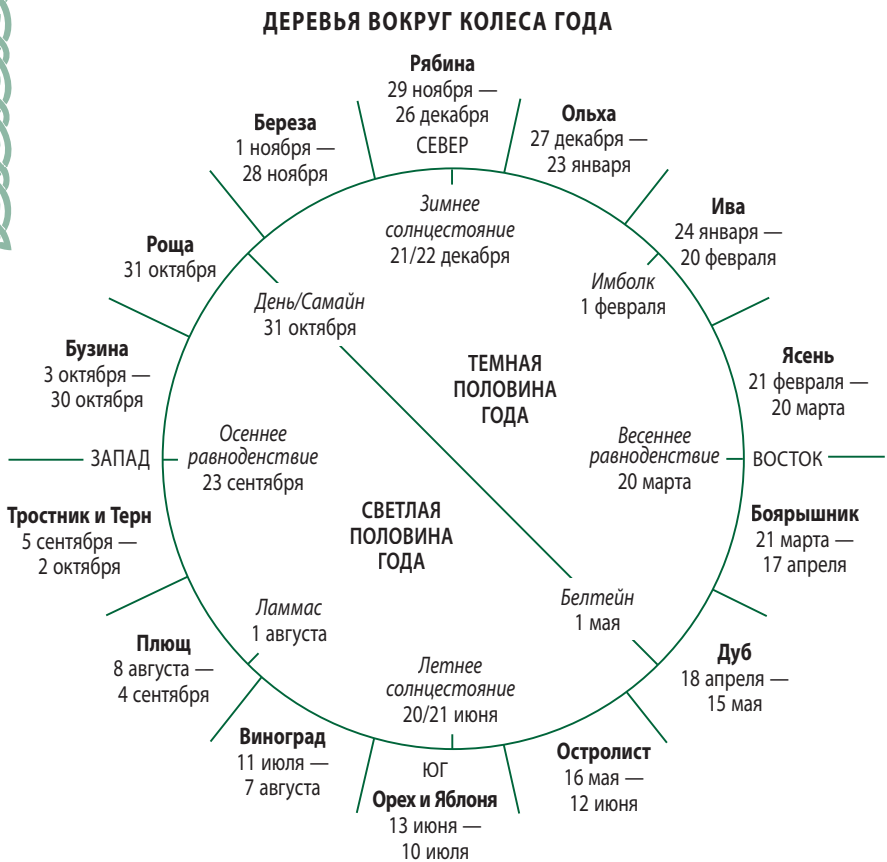 ДЕРЕВЬЯ ВОКРУГ КОЛЕСА ГОДА
Рябина
29 ноября —
26 декабря
СЕВЕР
Ольха
27 декабря —
23 января
Ива
24 января —
20 февраля
Ясень
21 февраля —
20 марта
ВОСТОК
Боярышник
21 марта —
17 апреля
Дуб
18 апреля —
15 мая
Остролист
16 мая —
12 июня
ЮГ
Орех и Яблоня
13 июня —
10 июля
Виноград
11 июля —
7 августа
Плющ
8 августа —
4 сентября
Тростник и Терн
5 сентября —
2 октября
ЗАПАД
Бузина
3 октября —
30 октября
Роща
31 октября
Береза
1 ноября —
28 ноября
Зимнее
солнцестояние
21/22 декабря
Имболк
1 февраля
Весеннее
равноденствие
20 марта
Белтейн
1 мая
Летнее
солнцестояние
20/21 июня
Ламмас
1 августа
Осеннее
равноденствие
23 сентября
День/Самайн
31 октября
ТЕМНАЯ
ПОЛОВИНА
ГОДА
СВЕТЛАЯ
ПОЛОВИНА
ГОДА